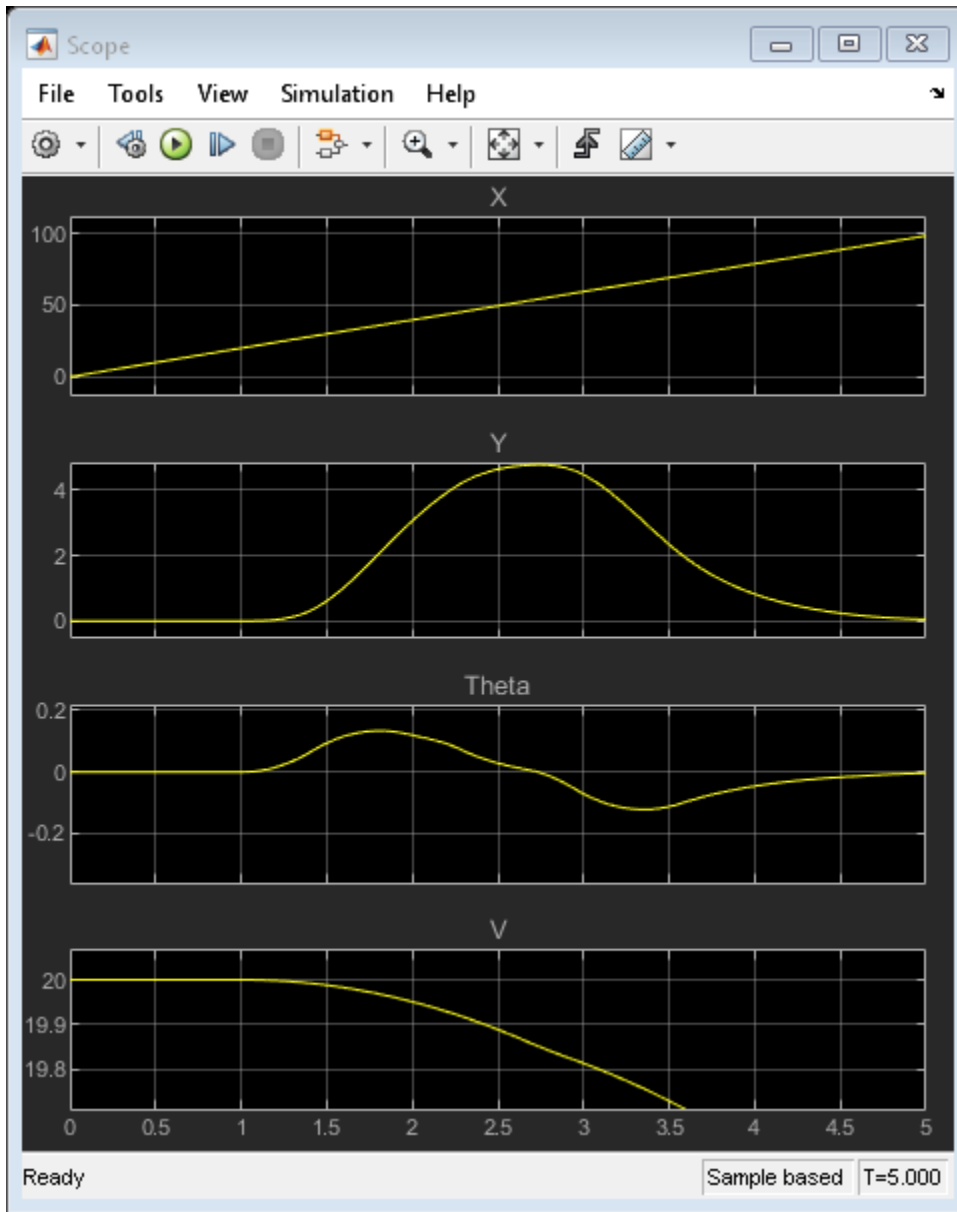 Scope
File Tools View Simulation Help
X
100
50
0
Y
4
2
0
Theta
0.2
0
-0.2
V
20
19.9
19.8
0 0.5 1 1.5 2 2.5 3 3.5 4 4.5 5
Ready Sample based T=5.000